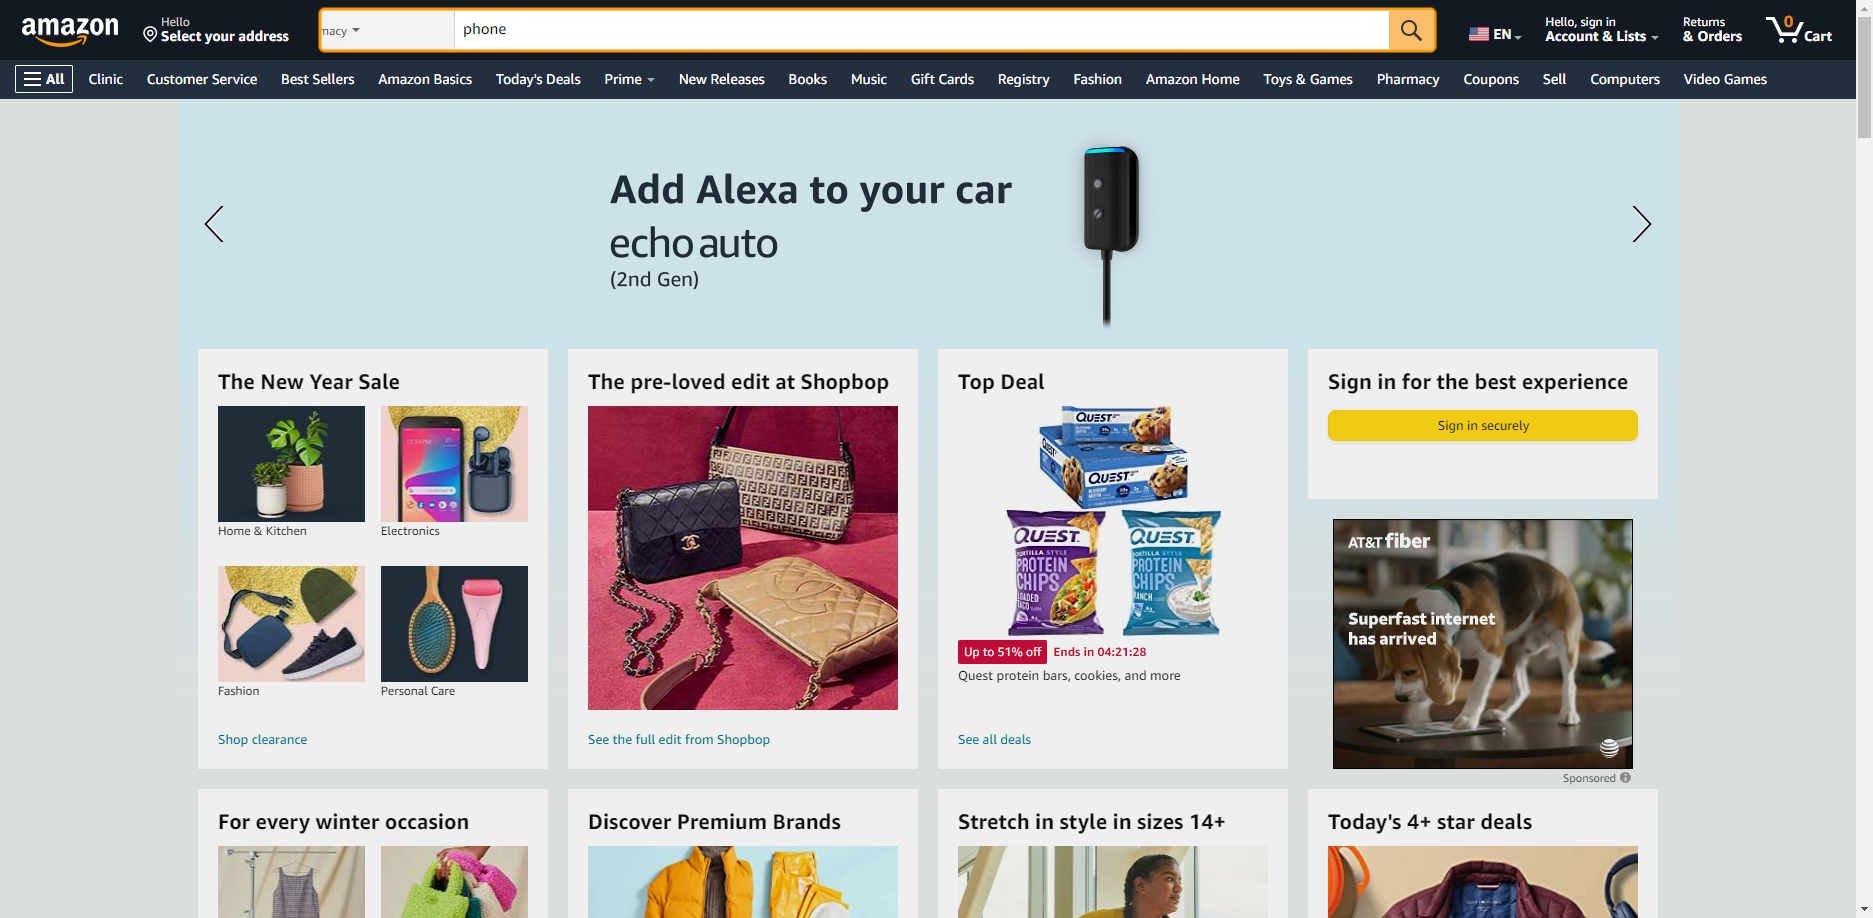 amazon
Hello
Select your address
macy
phone
EN
Hello, sign in
Account & Lists
Returns
& Orders
0
Cart
All
Clinic
Customer Service
Best Sellers
Amazon Basics
Today's Deals
Prime
New Releases
Books
Music
Gift Cards
Registry
Fashion
Amazon Home
Toys & Games
Pharmacy
Coupons
Sell
Computers
Video Games
Add Alexa to your car
echo auto
(2nd Gen)
The New Year Sale
Home & Kitchen
Electronics
Fashion
Personal Care
Shop clearance
The pre-loved edit at Shopbop
See the full edit from Shopbop
Top Deal
QUEST
QUEST
QUEST
TORTILLA STYLE
PROTEIN
CHIPS
LOADED
TACO
QUEST
TORTILLA STYLE
PROTEIN
CHIPS
RANCH
Up to 51% off
Ends in 04:21:28
Quest protein bars, cookies, and more
See all deals
Sign in for the best experience
Sign in securely
AT&T fiber
Superfast internet
has arrived
Sponsored
For every winter occasion
Discover Premium Brands
Stretch in style in sizes 14+
Today's 4+ star deals